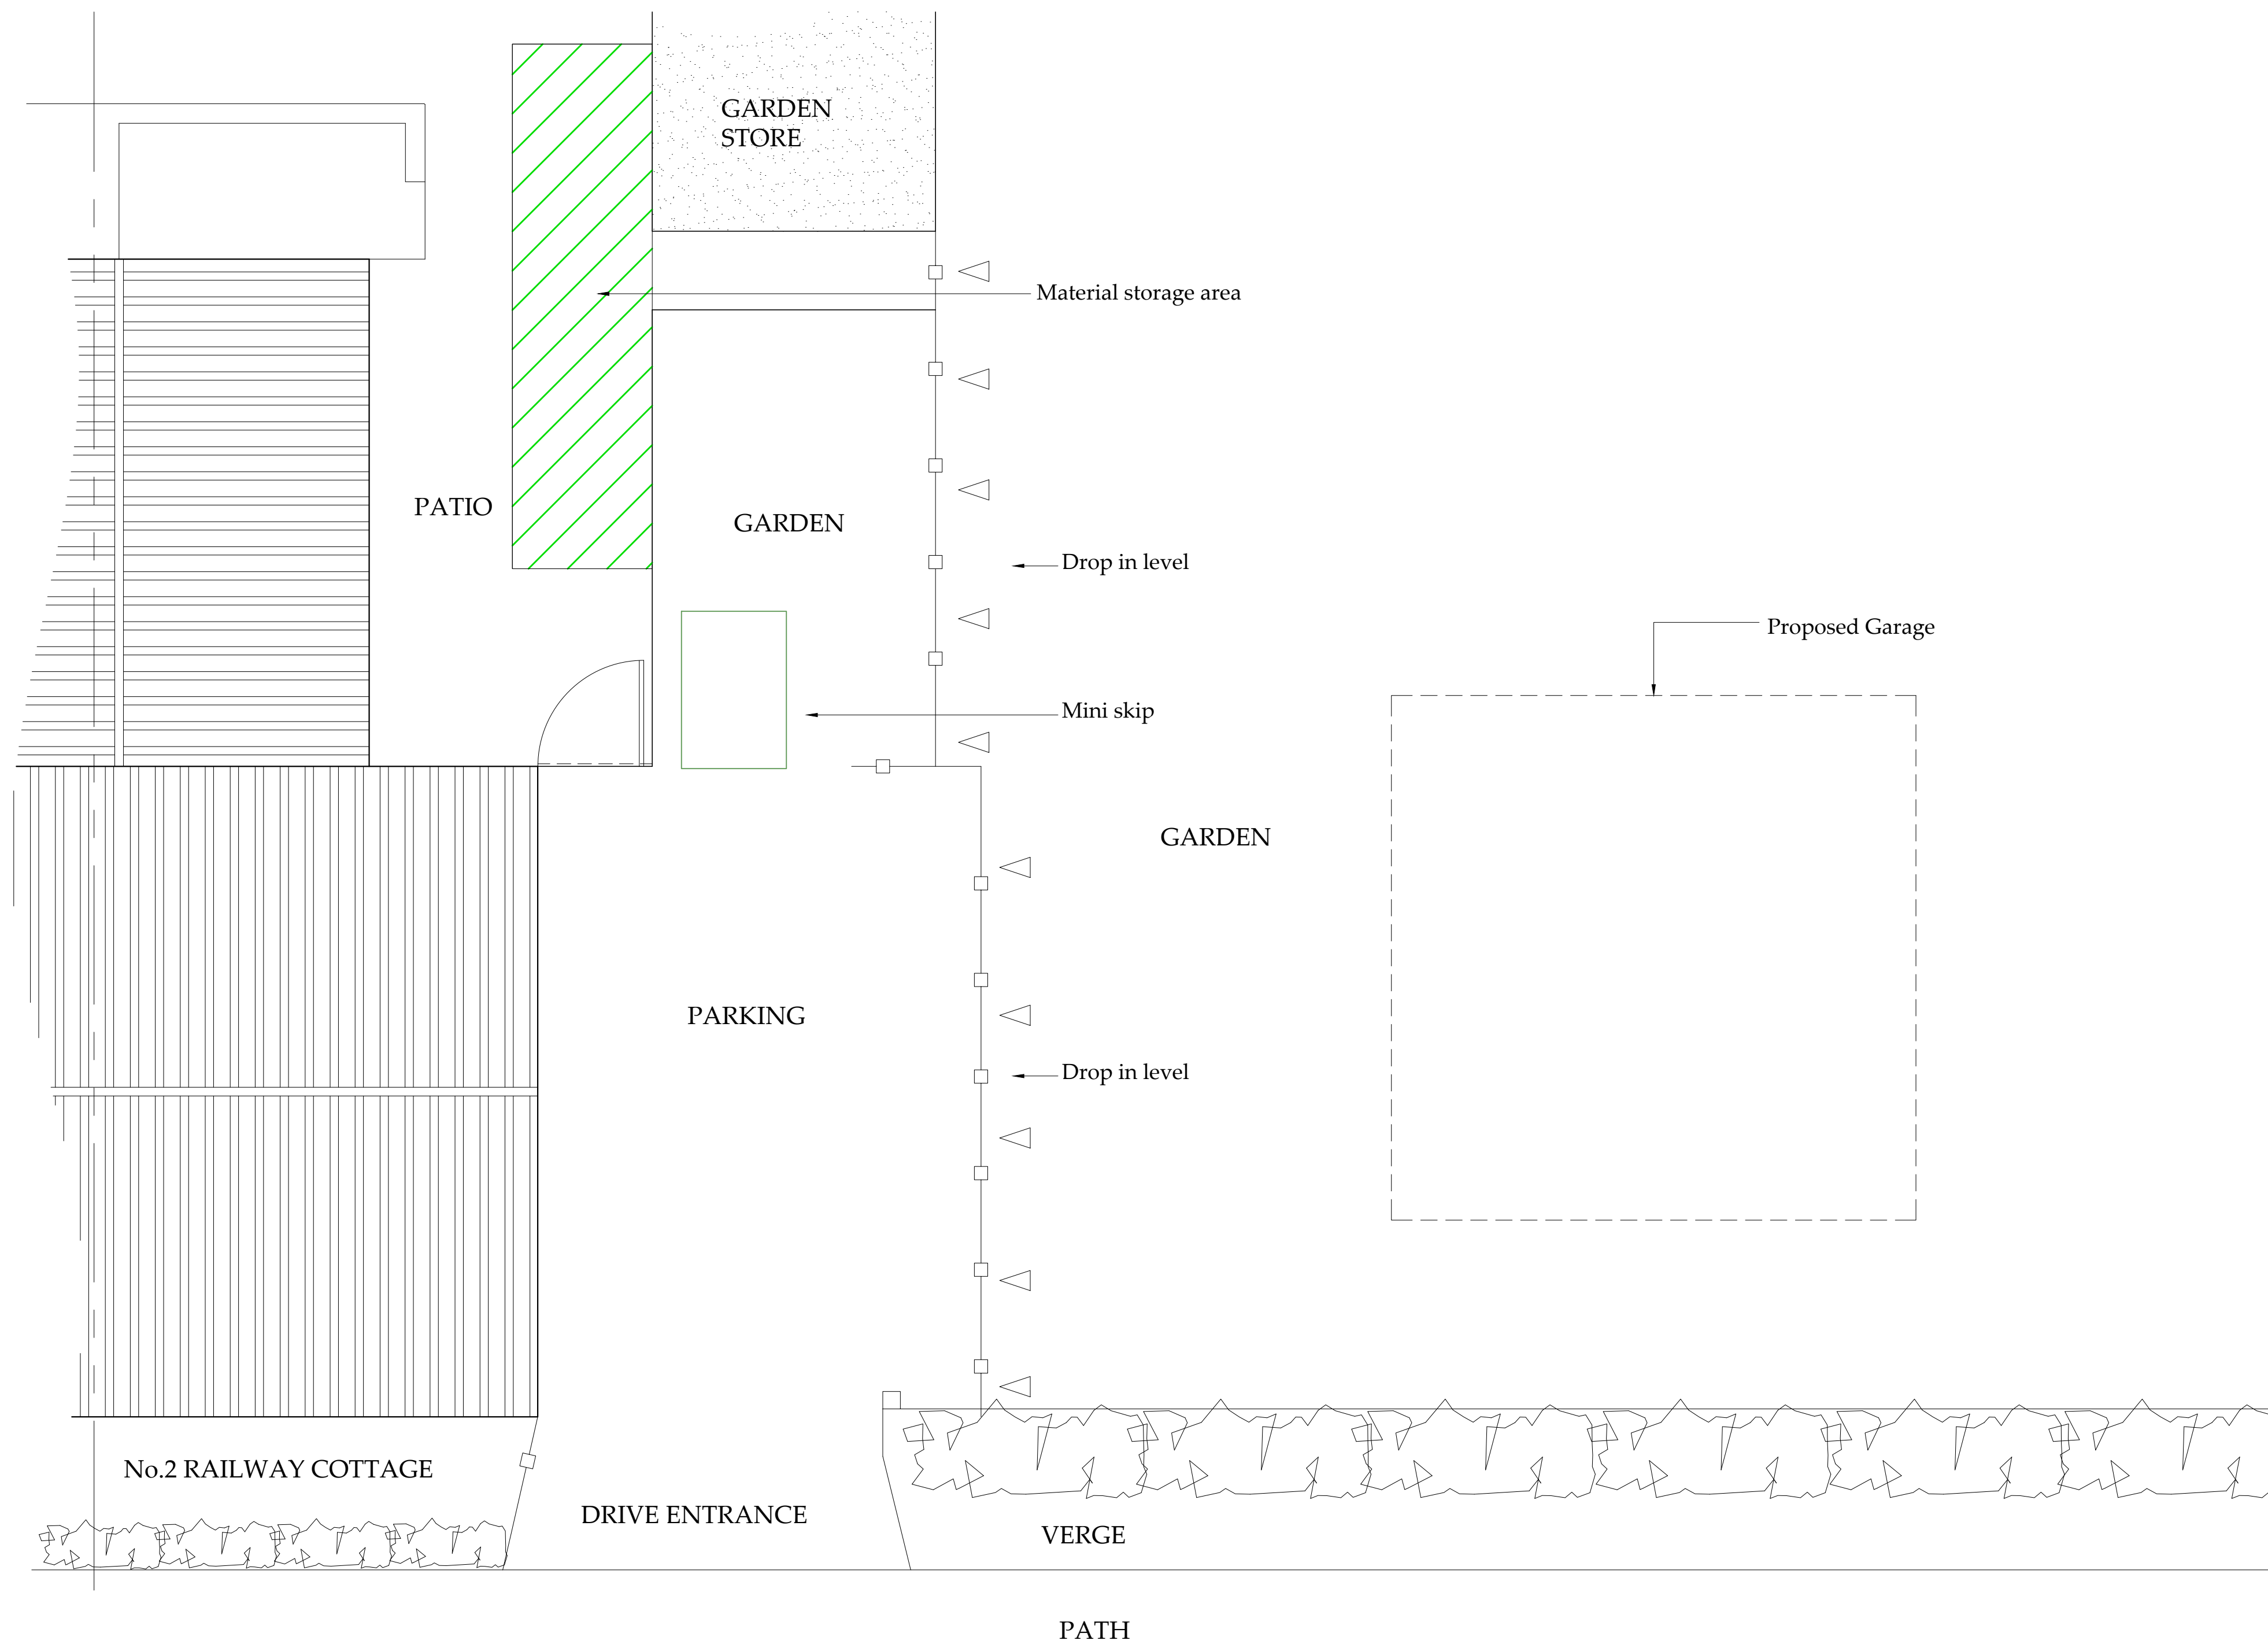 GARDEN
STORE
Material storage area
PATIO
GARDEN
Drop in level
Proposed Garage
Mini skip
GARDEN
PARKING
Drop in level
No.2 RAILWAY COTTAGE
DRIVE ENTRANCE
VERGE
PATH